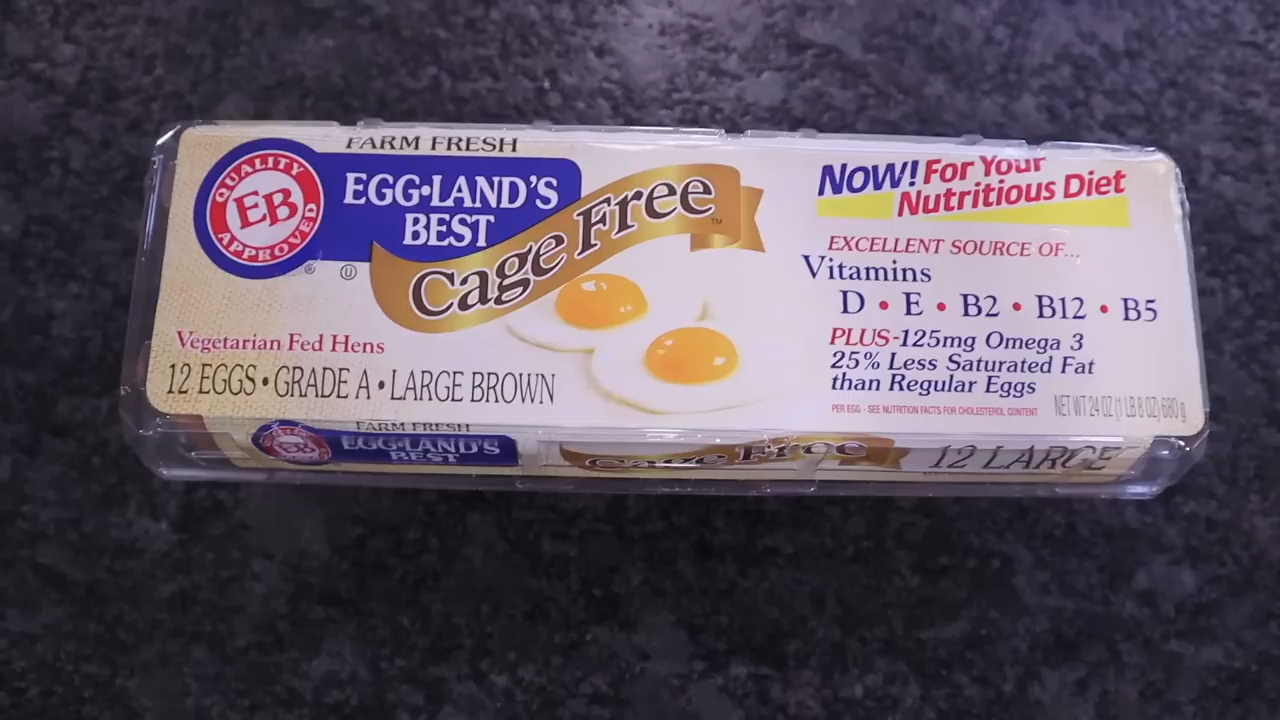 FARM FRESH
QUALITY
EB
APPROVED
®
EGG•LAND'S
BEST
Cage Free™
Vegetarian Fed Hens
12 EGGS • GRADE A • LARGE BROWN
Now! For Your
Nutritious Diet
EXCELLENT SOURCE OF...
Vitamins
D • E • B2 • B12 • B5
PLUS-125mg Omega 3
25% Less Saturated Fat
than Regular Eggs
PER EGG - SEE NUTRITION FACTS FOR CHOLESTEROL CONTENT
NET WT 24 OZ (1 LB 8 OZ) 680g
FARM FRESH
EB
EGG•LAND'S
BEST
Cage Free
12 LARGE